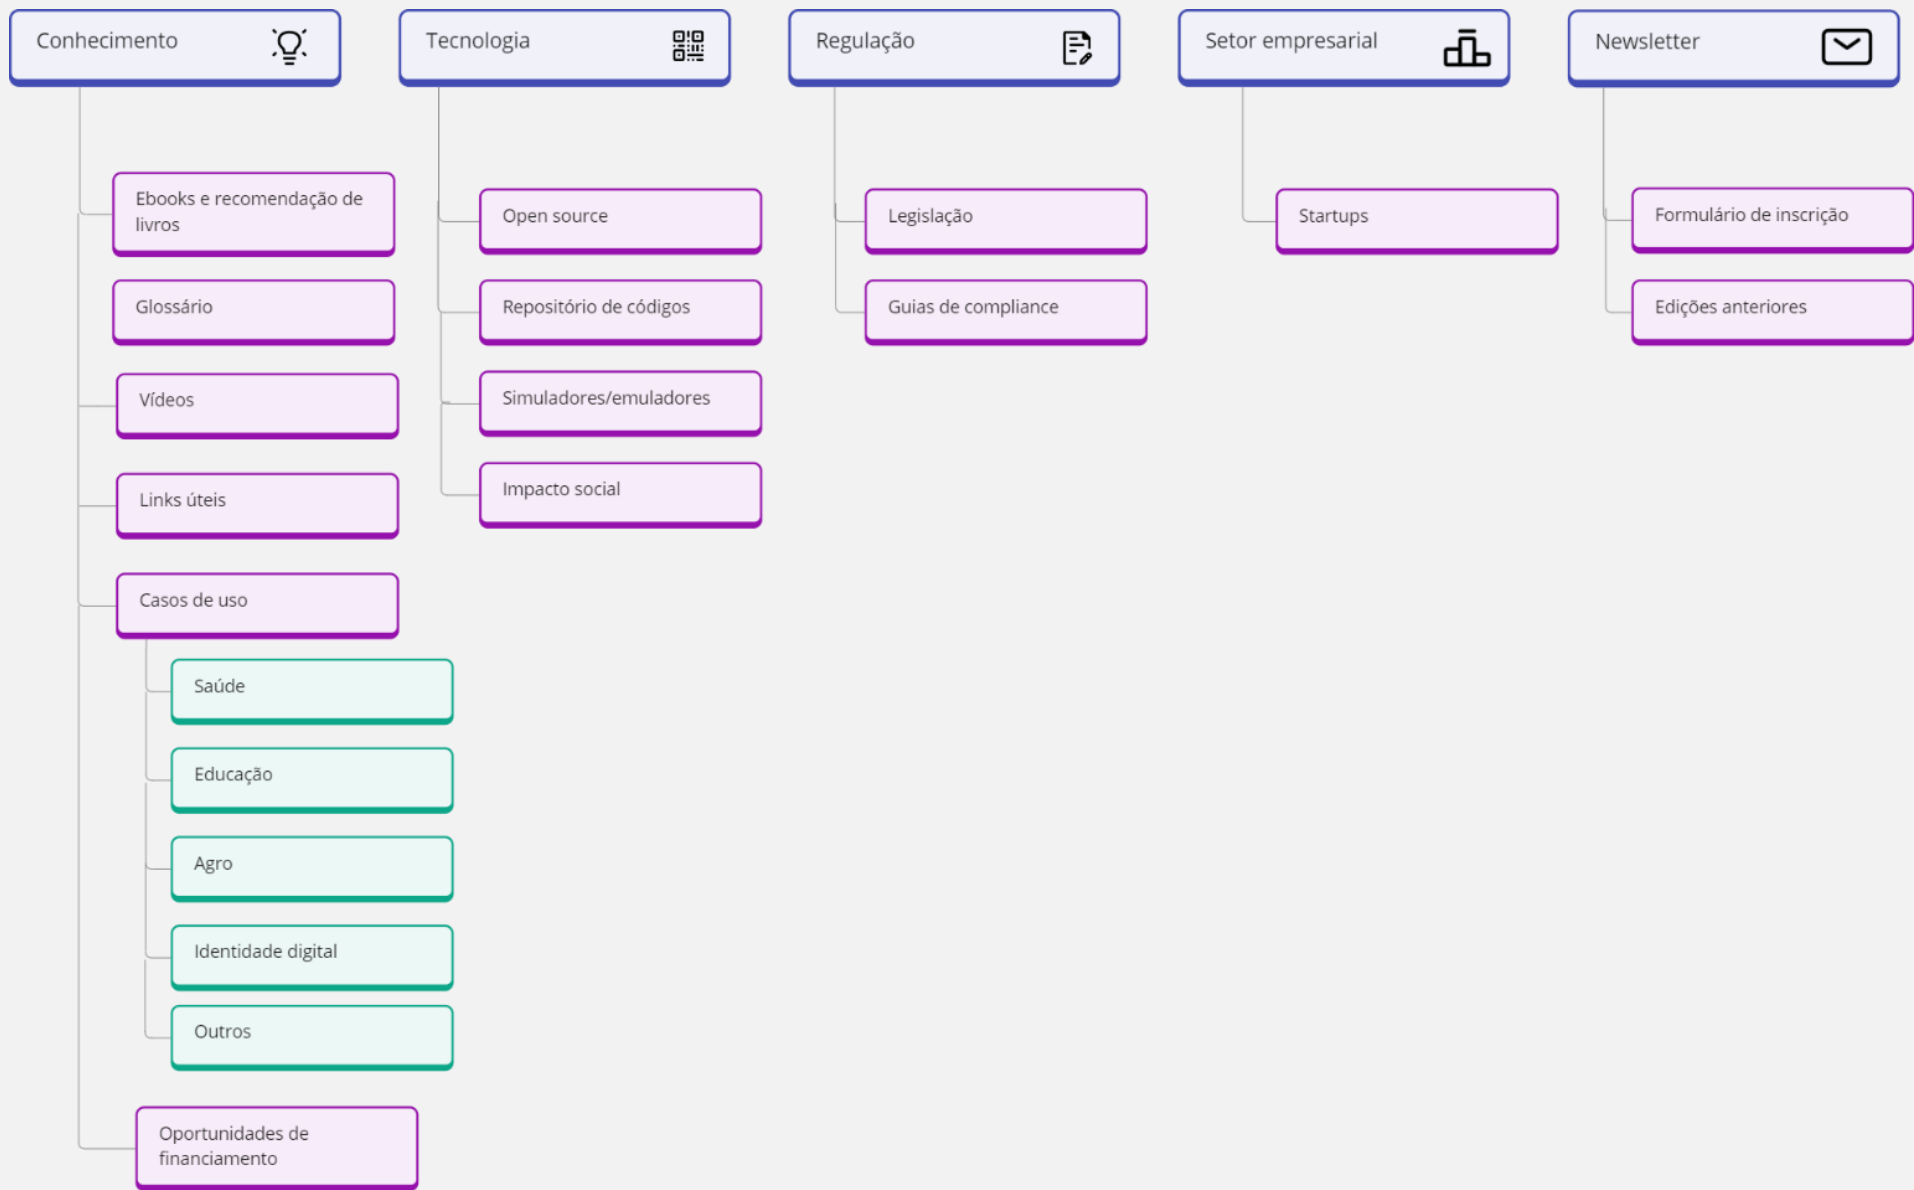 Conhecimento
Tecnologia
Regulação
Setor empresarial
Newsletter
Ebooks e recomendação de
livros
Glossário
Vídeos
Links úteis
Casos de uso
Saúde
Educação
Agro
Identidade digital
Outros
Oportunidades de
financiamento
Open source
Repositório de códigos
Simuladores/emuladores
Impacto social
Legislação
Guias de compliance
Startups
Formulário de inscrição
Edições anteriores